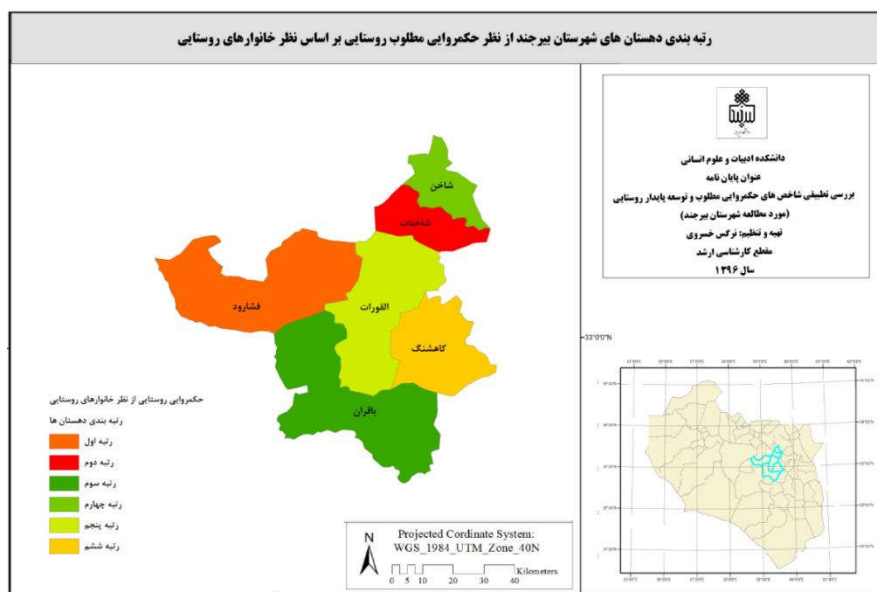 رتبه بندی دهستان های شهرستان بیرجند از نظر حکمروایی مطلوب روستایی بر اساس نظر خانوارهای روستایی
دانشکده ادبیات و علوم انسانی
عنوان پایان نامه
بررسی تطبیقی شاخص های حکمروایی مطلوب و توسعه پایدار روستایی
(مورد مطالعه شهرستان بیرجند)
تهیه و تنظیم: نرگس خسروی
مقطع کارشناسی ارشد
سال ۱۳۹۶
شاخن
شاخنات
فشارود
الغورات
کاهشنگ
باقران
33°0'0"N
حکمروایی روستایی از نظر خانوارهای روستایی
رتبه بندی دهستان ها
رتبه اول
رتبه دوم
رتبه سوم
رتبه چهارم
رتبه پنجم
رتبه ششم
N
Projected Cordinate System:
WGS_1984_UTM_Zone_40N
Kilometers
0 5 10 20 30 40